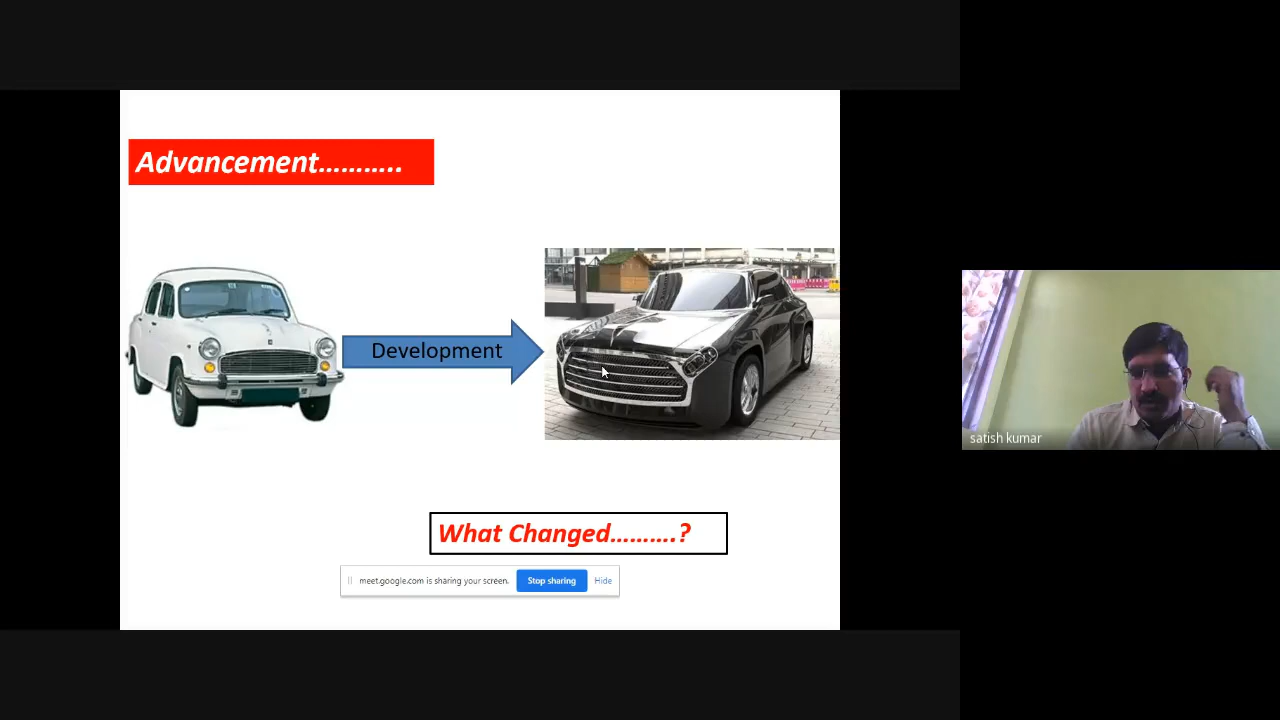 Advancement………..
Development
What Changed……….?
meet.google.com is sharing your screen.
Stop sharing
Hide
satish kumar